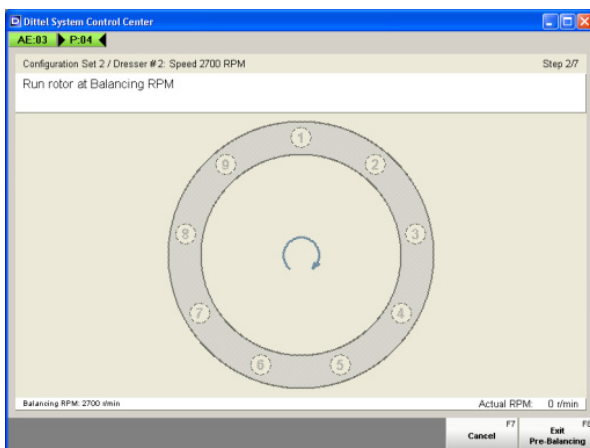 Dittel System Control Center
AE:03 P:04
Configuration Set 2 / Dresser #2: Speed 2700 RPM Step 2/7
Run rotor at Balancing RPM
1
9 2
8 3
7 4
6 5
Balancing RPM: 2700 r/min Actual RPM: 0 r/min
F7 F8
Cancel Exit
Pre-Balancing